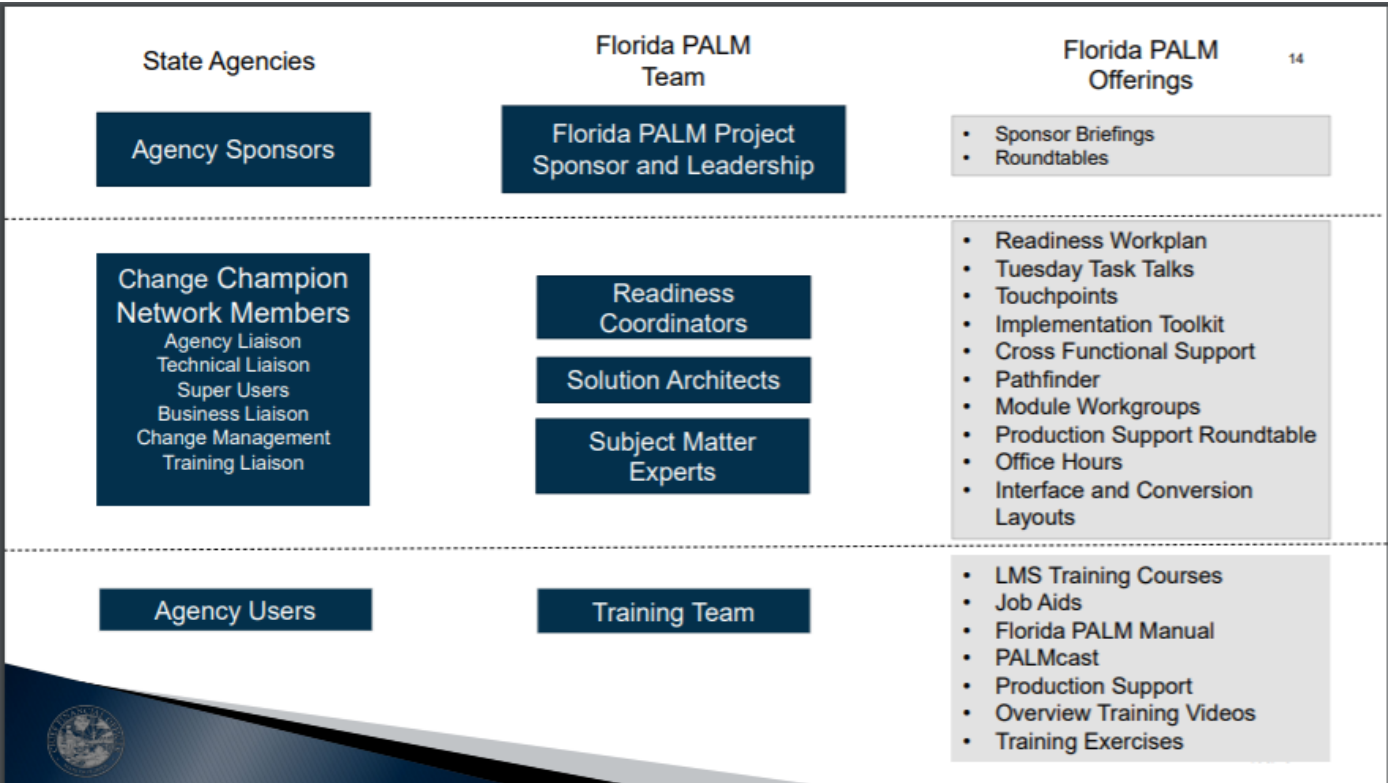 State Agencies
Florida PALM
Team
Florida PALM
Offerings
14
Agency Sponsors
Florida PALM Project
Sponsor and Leadership
• Sponsor Briefings
• Roundtables
Change Champion
Network Members
Agency Liaison
Technical Liaison
Super Users
Business Liaison
Change Management
Training Liaison
Readiness
Coordinators
Solution Architects
Subject Matter
Experts
• Readiness Workplan
• Tuesday Task Talks
• Touchpoints
• Implementation Toolkit
• Cross Functional Support
• Pathfinder
• Module Workgroups
• Production Support Roundtable
• Office Hours
• Interface and Conversion
Layouts
Agency Users
Training Team
• LMS Training Courses
• Job Aids
• Florida PALM Manual
• PALMcast
• Production Support
• Overview Training Videos
• Training Exercises